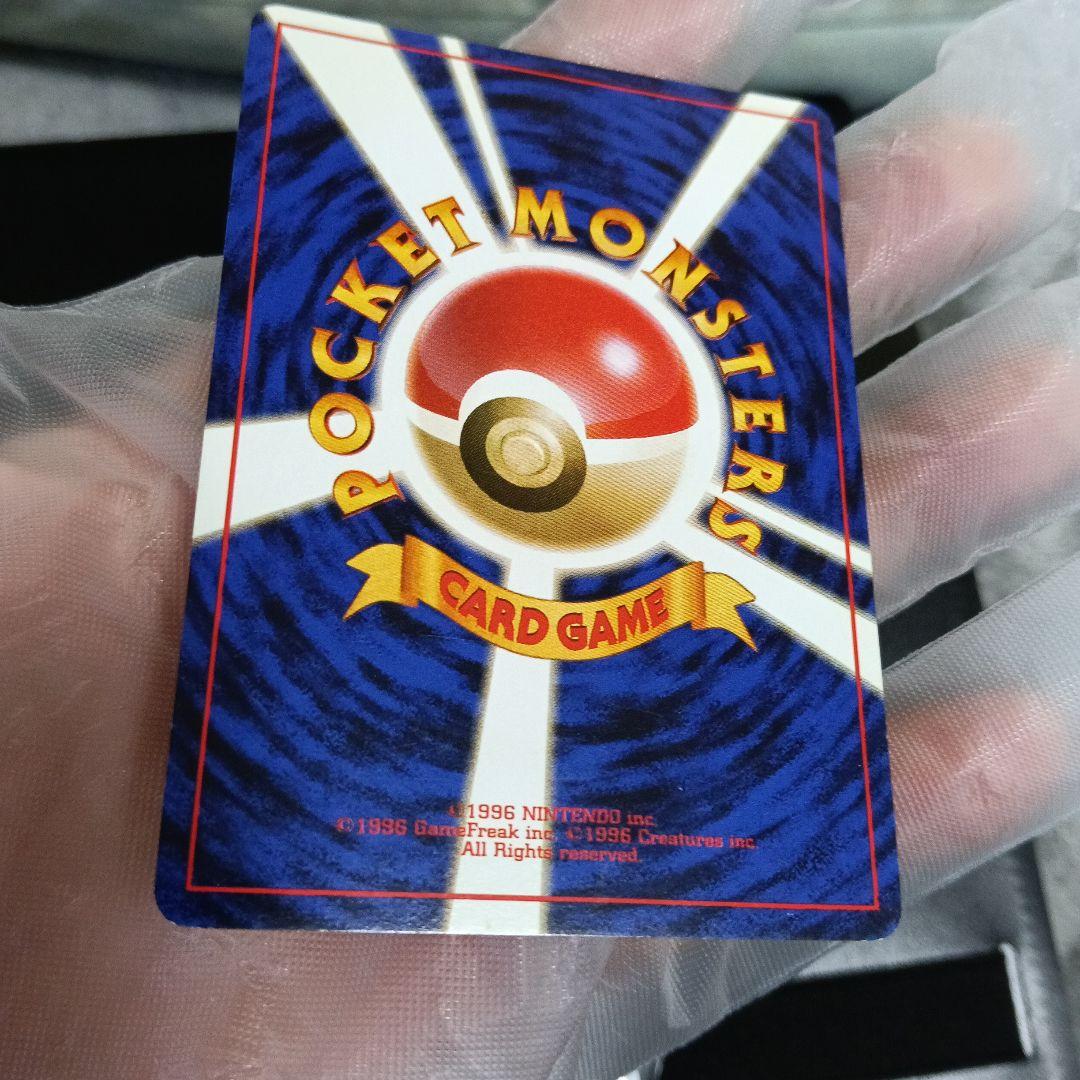 POCKET MONSTERS
CARD GAME
©1996 NINTENDO inc.
©1996 GameFreak inc. ©1996 Creatures inc.
All Rights reserved.